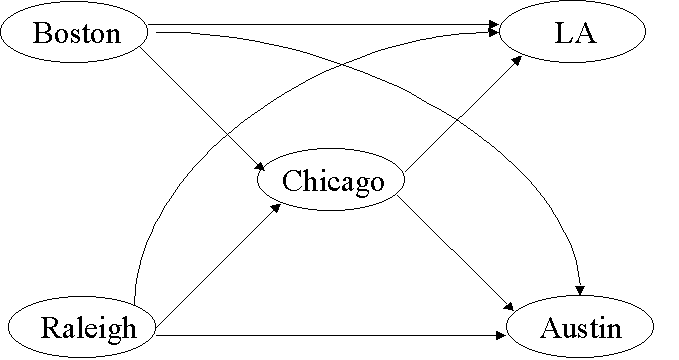 Boston
LA
Chicago
Raleigh
Austin